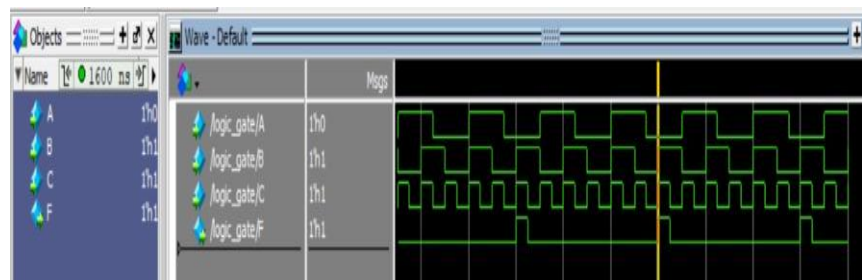 Objects
Wave - Default
Name 1600 ns
Msgs
A 1'h0
B 1'h1
C 1'h1
F 1'h1
/logic_gate/A 1'h0
/logic_gate/B 1'h1
/logic_gate/C 1'h1
/logic_gate/F 1'h1